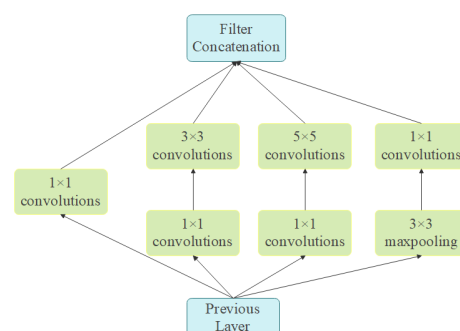 Filter
Concatenation
3×3
convolutions
5×5
convolutions
1×1
convolutions
1×1
convolutions
1×1
convolutions
1×1
convolutions
3×3
maxpooling
Previous
Layer